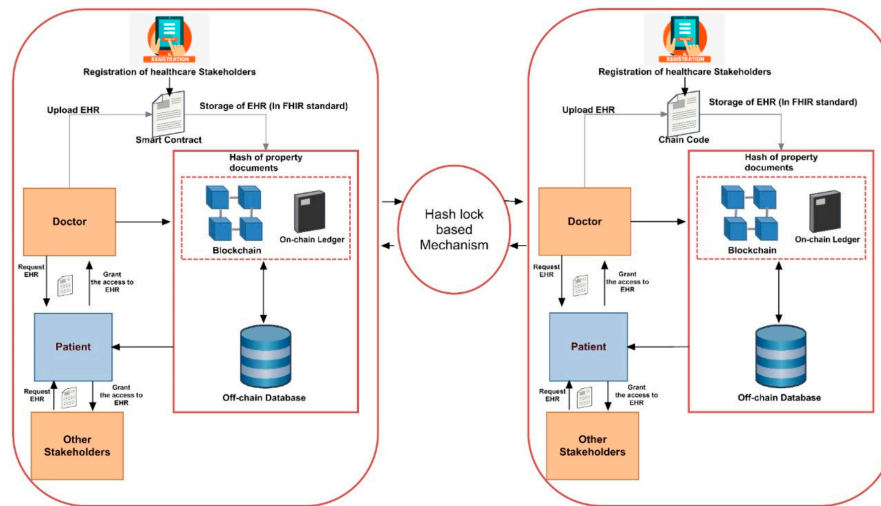 REGISTRATION
Registration of healthcare Stakeholders
Upload EHR
Storage of EHR (In FHIR standard)
Smart Contract
Hash of property
documents
Blockchain
On-chain Ledger
Doctor
Request
EHR
Grant
the access to
EHR
Patient
Request
EHR
Grant
the access to
EHR
Off-chain Database
Other
Stakeholders
Hash lock
based
Mechanism
REGISTRATION
Registration of healthcare Stakeholders
Upload EHR
Storage of EHR (In FHIR standard)
Chain Code
Hash of property
documents
Blockchain
On-chain Ledger
Doctor
Request
EHR
Grant
the access to
EHR
Patient
Request
EHR
Grant
the access to
EHR
Off-chain Database
Other
Stakeholders